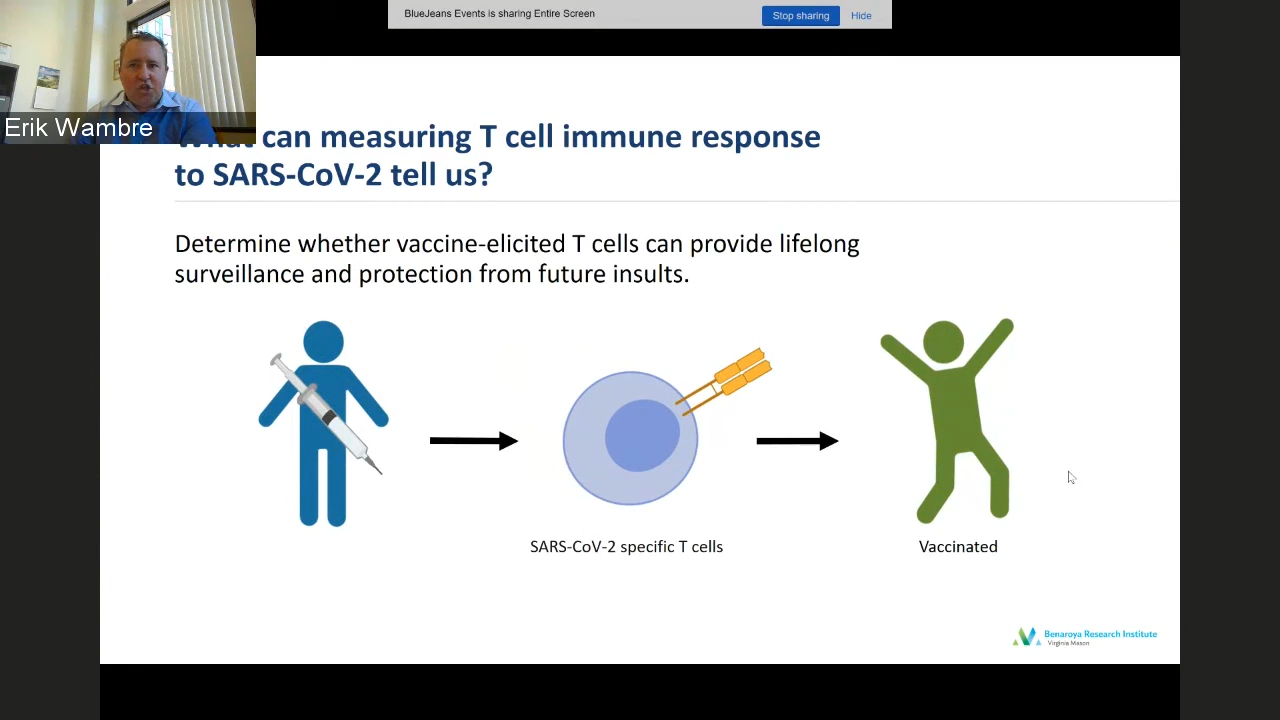 BlueJeans Events is sharing Entire Screen
Stop sharing
Hide
Erik Wambre
What can measuring T cell immune response
to SARS-CoV-2 tell us?
Determine whether vaccine-elicited T cells can provide lifelong
surveillance and protection from future insults.
SARS-CoV-2 specific T cells
Vaccinated
Benaroya Research Institute
Virginia Mason